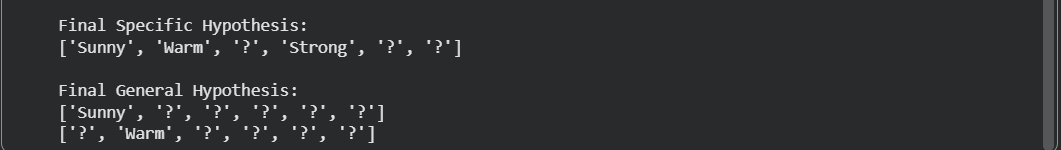 Final Specific Hypothesis:
['Sunny', 'Warm', '?', 'Strong', '?', '?']
Final General Hypothesis:
['Sunny', '?', '?', '?', '?', '?']
['?', 'Warm', '?', '?', '?', '?']